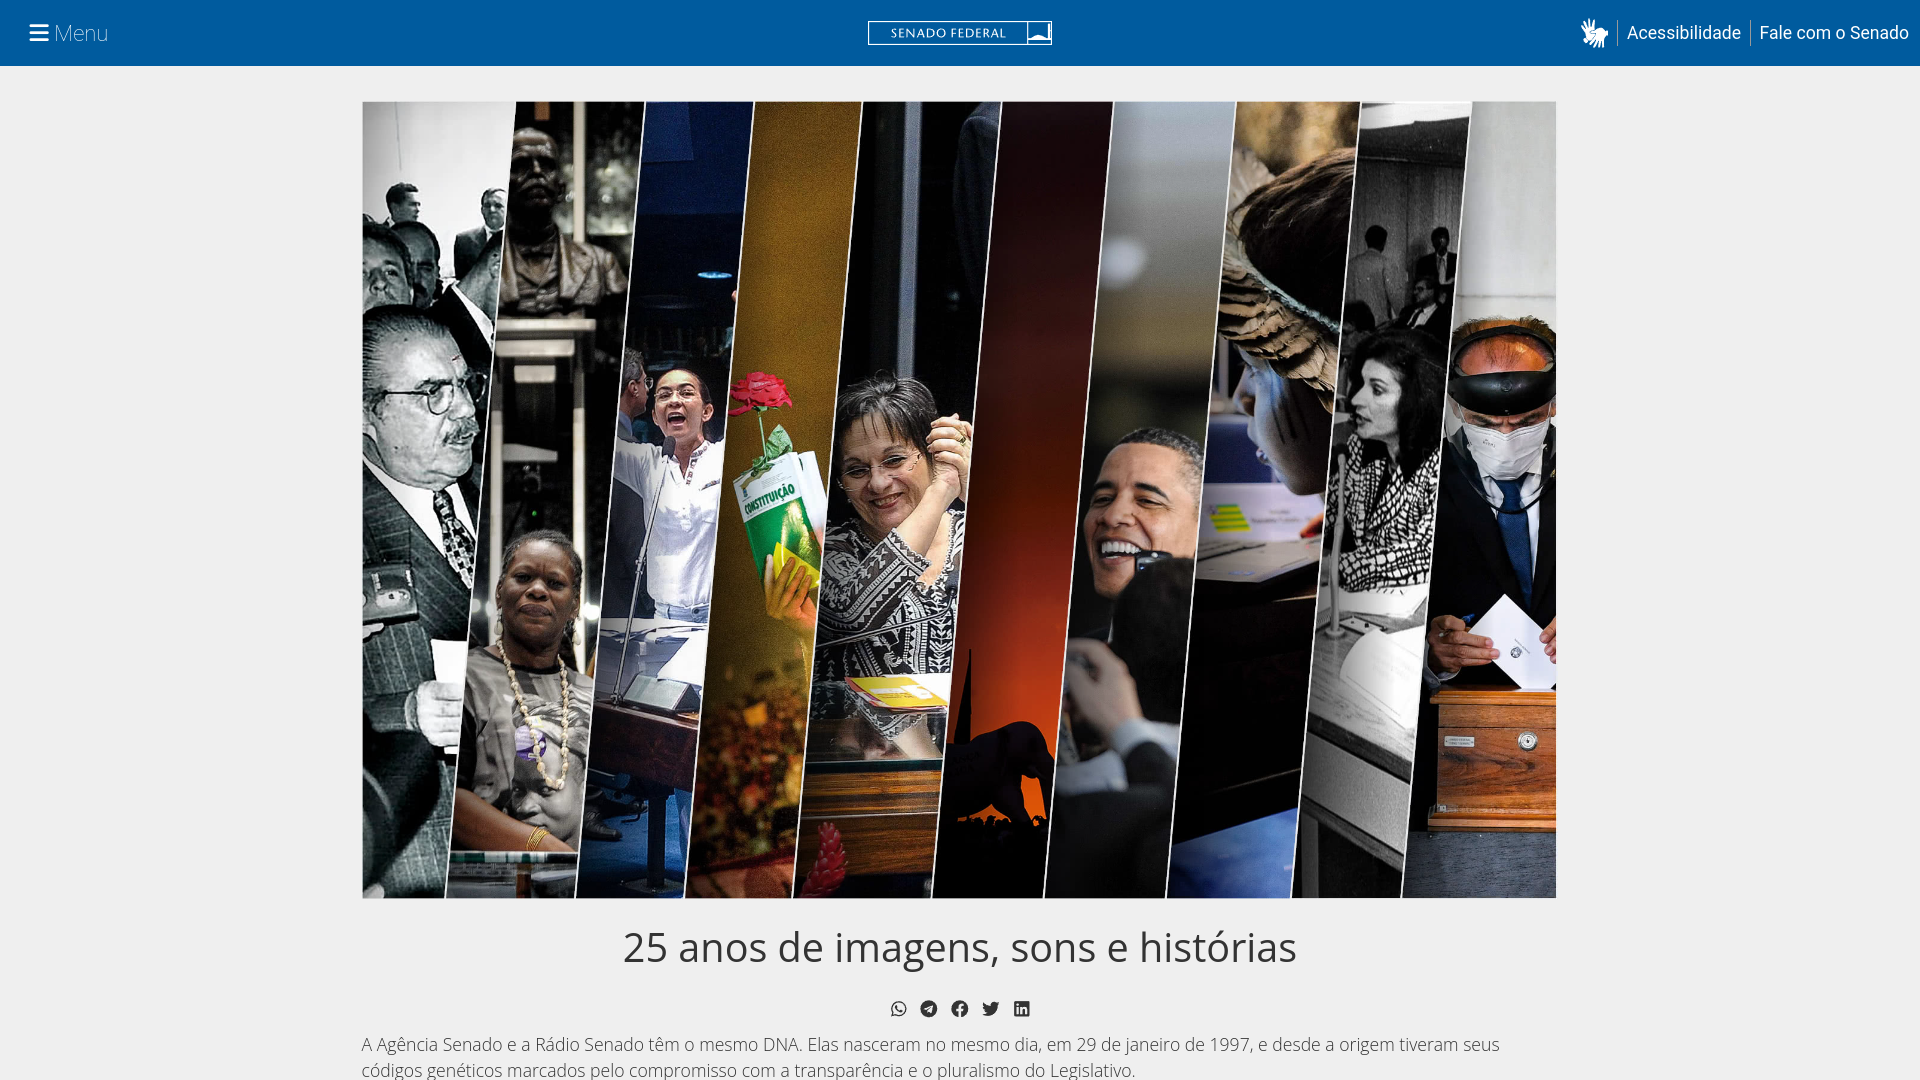 Menu
SENADO FEDERAL
Acessibilidade
Fale com o Senado
CONSTITUIÇÃO
25 anos de imagens, sons e histórias
A Agência Senado e a Rádio Senado têm o mesmo DNA. Elas nasceram no mesmo dia, em 29 de janeiro de 1997, e desde a origem tiveram seus
códigos genéticos marcados pelo compromisso com a transparência e o pluralismo do Legislativo.